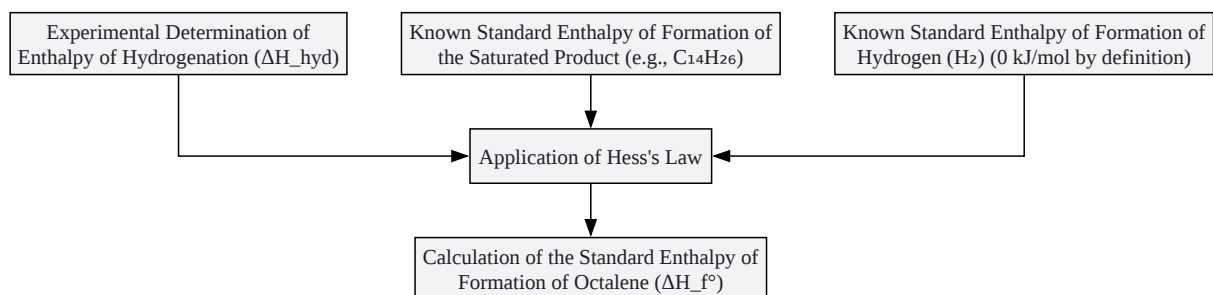 Experimental Determination of
Enthalpy of Hydrogenation (ΔH_hyd)
Known Standard Enthalpy of Formation of
the Saturated Product (e.g., C₁₄H₂₆)
Known Standard Enthalpy of Formation of
Hydrogen (H₂) (0 kJ/mol by definition)
Application of Hess's Law
Calculation of the Standard Enthalpy of
Formation of Octalene (ΔH_f°)